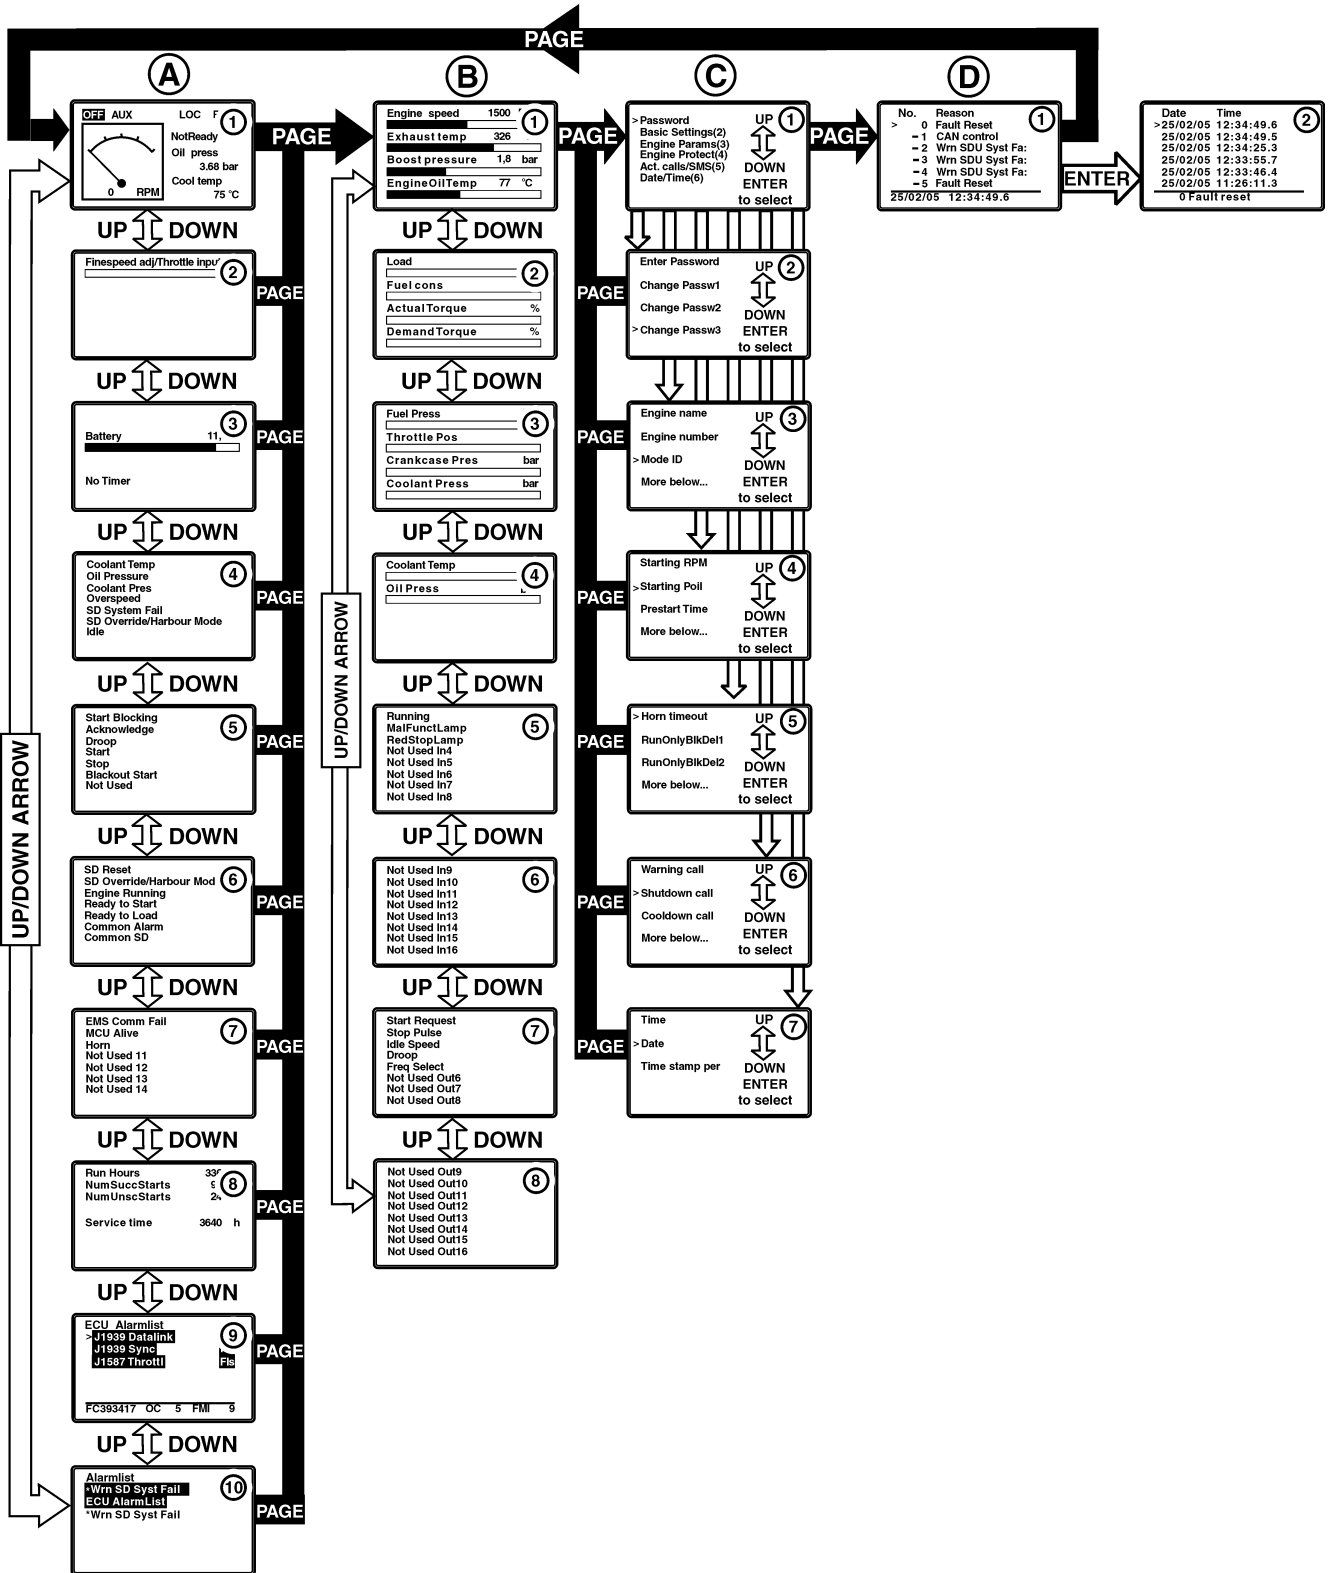 PAGE
A
B
C
D
OFF AUX LOC
1
NotReady
Oil press
3.68 bar
Cool temp
75 °C
0 RPM
PAGE
UP DOWN
Finespeed adj/Throttle input
2
PAGE
UP DOWN
3
Battery 11,
No Timer
PAGE
UP DOWN
Coolant Temp
Oil Pressure
Coolant Pres
Overspeed
SD System Fail
SD Override/Harbour Mode
Idle
4
PAGE
UP DOWN
Start Blocking
Acknowledge
Droop
Start
Stop
Blackout Start
Not Used
5
PAGE
UP DOWN
SD Reset
SD Override/Harbour Mod
Engine Running
Ready to Start
Ready to Load
Common Alarm
Common SD
6
PAGE
UP DOWN
EMS Comm Fail
MCU Alive
Horn
Not Used 11
Not Used 12
Not Used 13
Not Used 14
7
PAGE
UP DOWN
Run Hours
NumSuccStarts
NumUnscStarts
Service time 3640 h
8
PAGE
UP DOWN
ECU Alarmlist
>J1939 Datalink
J1939 Sync
J1587 Throttl Fls
FC393417 OC 5 FMI 9
9
PAGE
UP DOWN
Alarmlist
*Wrn SD Syst Fail
ECU AlarmList
*Wrn SD Syst Fail
10
PAGE
UP/DOWN ARROW
Engine speed 1500
Exhaust temp 326
Boost pressure 1,8 bar
EngineOilTemp 77 °C
1
PAGE
UP DOWN
Load
Fuel cons
Actual Torque %
Demand Torque %
2
UP DOWN
Fuel Press
Throttle Pos
Crankcase Pres bar
Coolant Press bar
3
UP DOWN
Coolant Temp
Oil Press
4
UP DOWN
Running
MalFunctLamp
RedStopLamp
Not Used In4
Not Used In5
Not Used In6
Not Used In7
Not Used In8
5
UP DOWN
Not Used In9
Not Used In10
Not Used In11
Not Used In12
Not Used In13
Not Used In14
Not Used In15
Not Used In16
6
UP DOWN
Start Request
Stop Pulse
Idle Speed
Droop
Freq Select
Not Used Out6
Not Used Out7
Not Used Out8
7
UP DOWN
Not Used Out9
Not Used Out10
Not Used Out11
Not Used Out12
Not Used Out13
Not Used Out14
Not Used Out15
Not Used Out16
8
UP/DOWN ARROW
>Password
Basic Settings(2)
Engine Params(3)
Engine Protect(4)
Act. calls/SMS(5)
Date/Time(6)
UP
DOWN
ENTER
to select
1
PAGE
Enter Password
Change Passw1
Change Passw2
>Change Passw3
UP
DOWN
ENTER
to select
2
PAGE
Engine name
Engine number
>Mode ID
More below...
UP
DOWN
ENTER
to select
3
PAGE
Starting RPM
>Starting Poil
Prestart Time
More below...
UP
DOWN
ENTER
to select
4
PAGE
>Horn timeout
RunOnlyBlkDel1
RunOnlyBlkDel2
More below...
UP
DOWN
ENTER
to select
5
PAGE
Warning call
>Shutdown call
Cooldown call
More below...
UP
DOWN
ENTER
to select
6
PAGE
Time
>Date
Time stamp per
UP
DOWN
ENTER
to select
7
PAGE
No. Reason
> 0 Fault Reset
-1 CAN control
-2 Wrn SDU Syst Fa:
-3 Wrn SDU Syst Fa:
-4 Wrn SDU Syst Fa:
-5 Fault Reset
25/02/05 12:34:49.6
1
ENTER
Date Time
>25/02/05 12:34:49.6
25/02/05 12:34:49.5
25/02/05 12:34:25.3
25/02/05 12:33:55.7
25/02/05 12:33:46.4
25/02/05 11:26:11.3
0 Fault reset
2